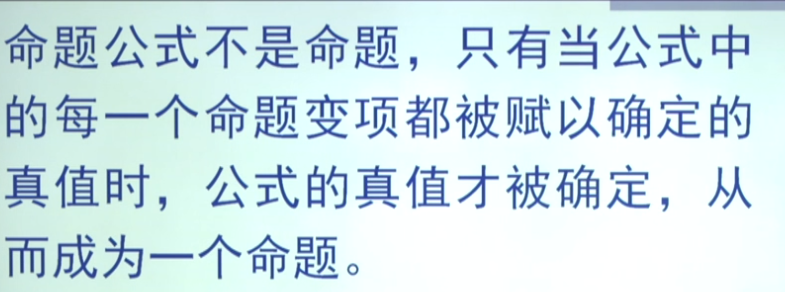 命题公式不是命题，只有当公式中
的每一个命题变项都被赋以确定的
真值时，公式的真值才被确定，从
而成为一个命题。